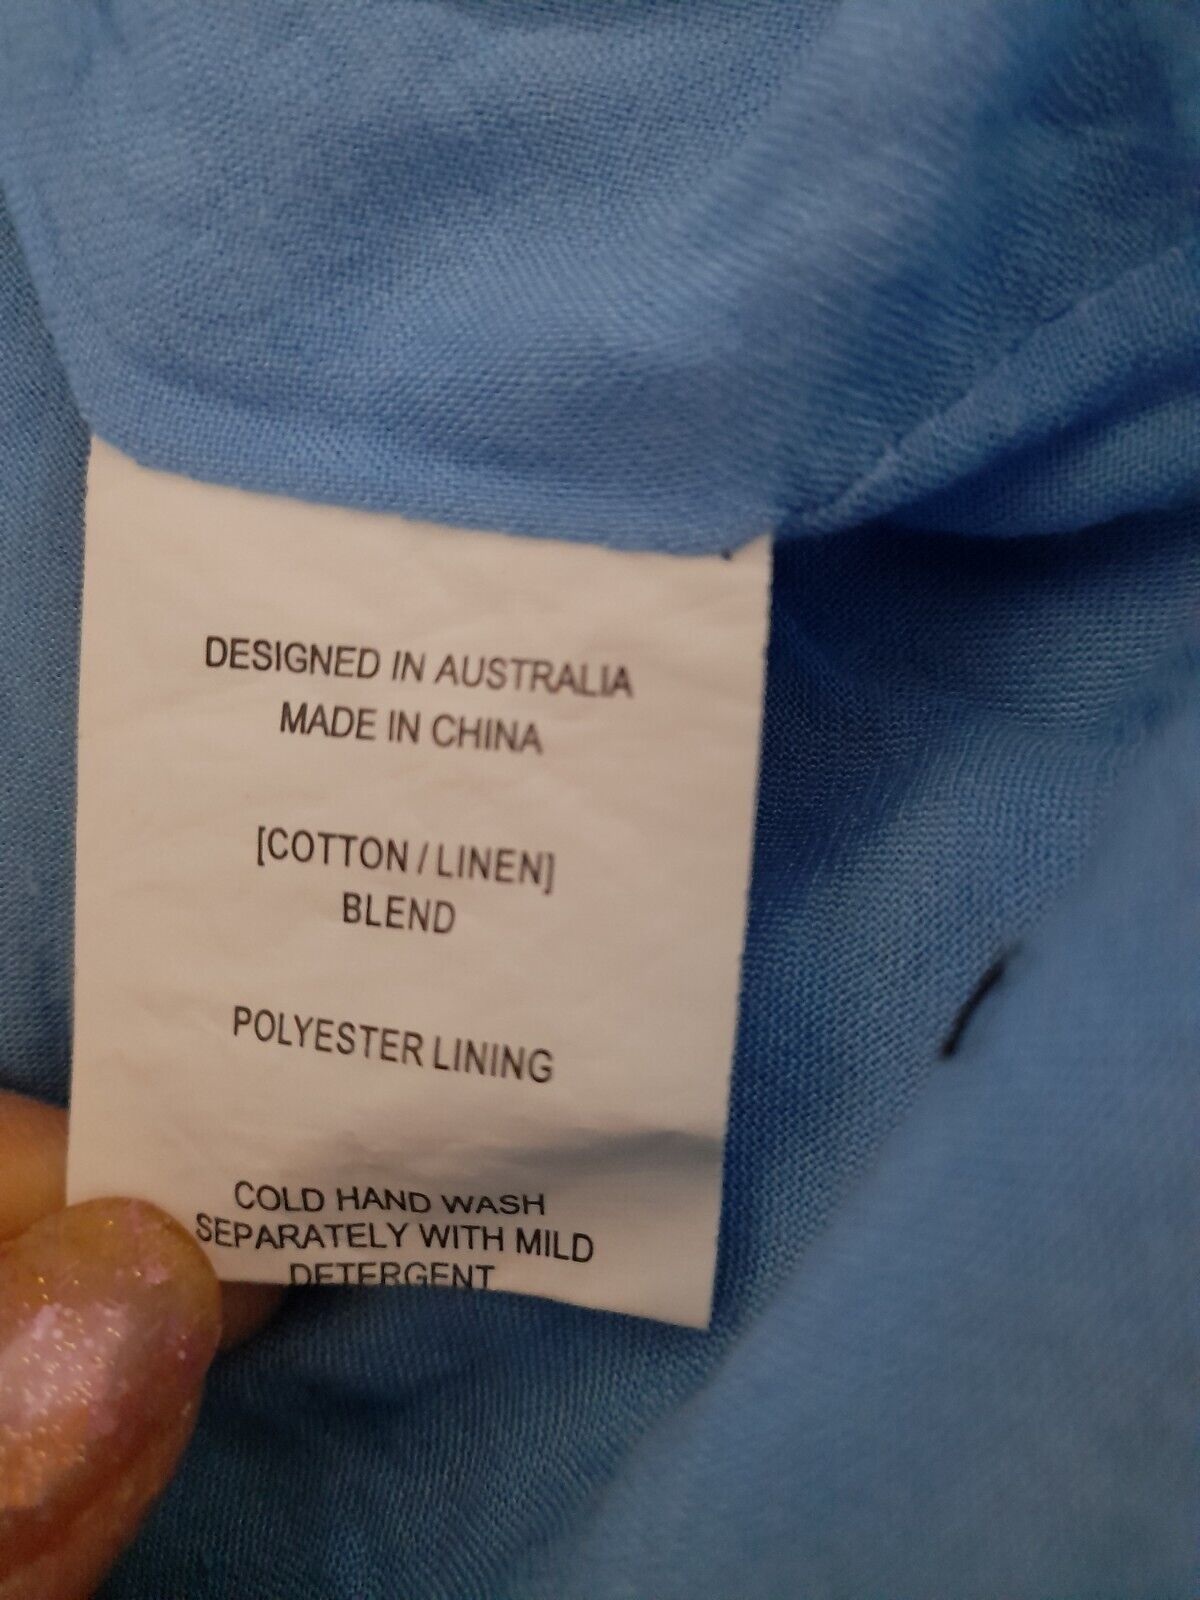 DESIGNED IN AUSTRALIA
MADE IN CHINA
[COTTON / LINEN]
BLEND
POLYESTER LINING
COLD HAND WASH
SEPARATELY WITH MILD
DETERGENT